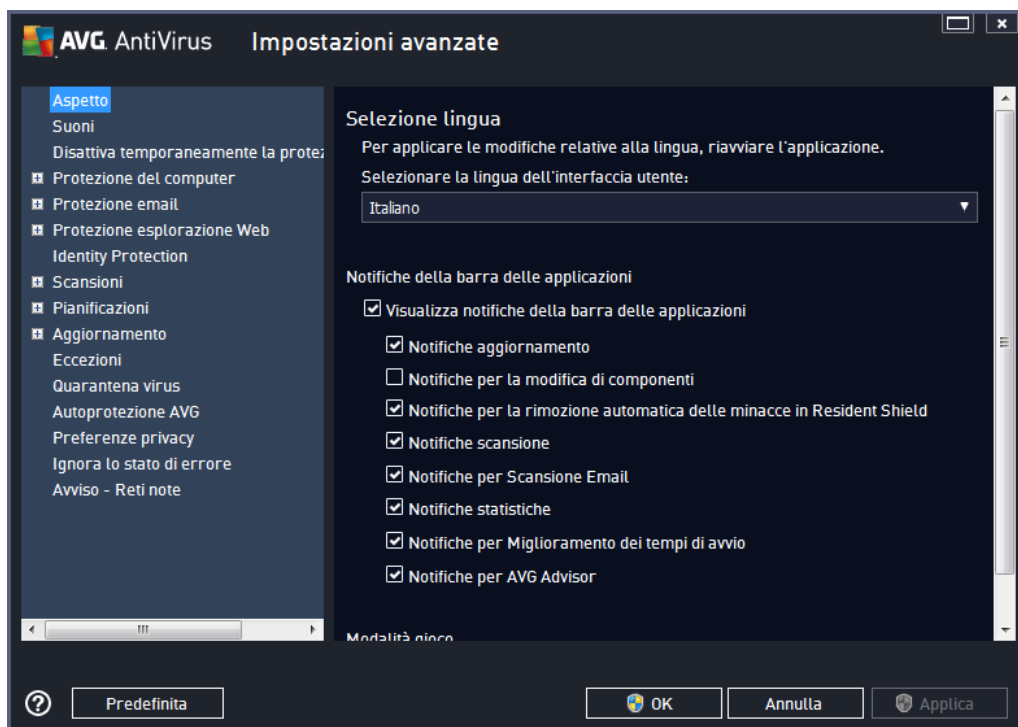 AVG. AntiVirus Impostazioni avanzate
Aspetto
Suoni
Disattiva temporaneamente la
Protezione del computer
Protezione email
Protezione esplorazione Web
Identity Protection
Scansioni
Pianificazioni
Aggiornamento
Eccezioni
Quarantena virus
Autoprotezione AVG
Preferenze privacy
Ignora lo stato di errore
Avviso - Reti note
Selezione lingua
Per applicare le modifiche relative alla lingua, riavviare l'applicazione.
Selezionare la lingua dell'interfaccia utente:
Italiano
Notifiche della barra delle applicazioni
Visualizza notifiche della barra delle applicazioni
Notifiche aggiornamento
Notifiche per la modifica di componenti
Notifiche per la rimozione automatica delle minacce in Resident Shield
Notifiche scansione
Notifiche per Scansione Email
Notifiche statistiche
Notifiche per Miglioramento dei tempi di avvio
Notifiche per AVG Advisor
Modalità gioco
Predefinita
OK
Annulla
Applica